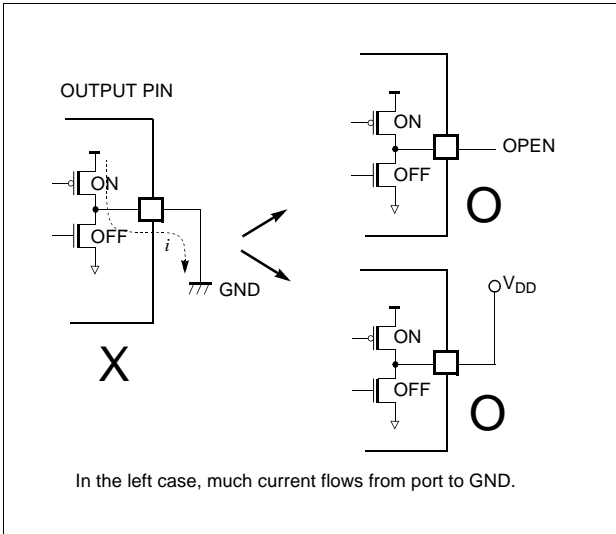 OUTPUT PIN
ON
OFF
i
GND
X
ON
OFF
OPEN
O
V_DD
ON
OFF
O
In the left case, much current flows from port to GND.